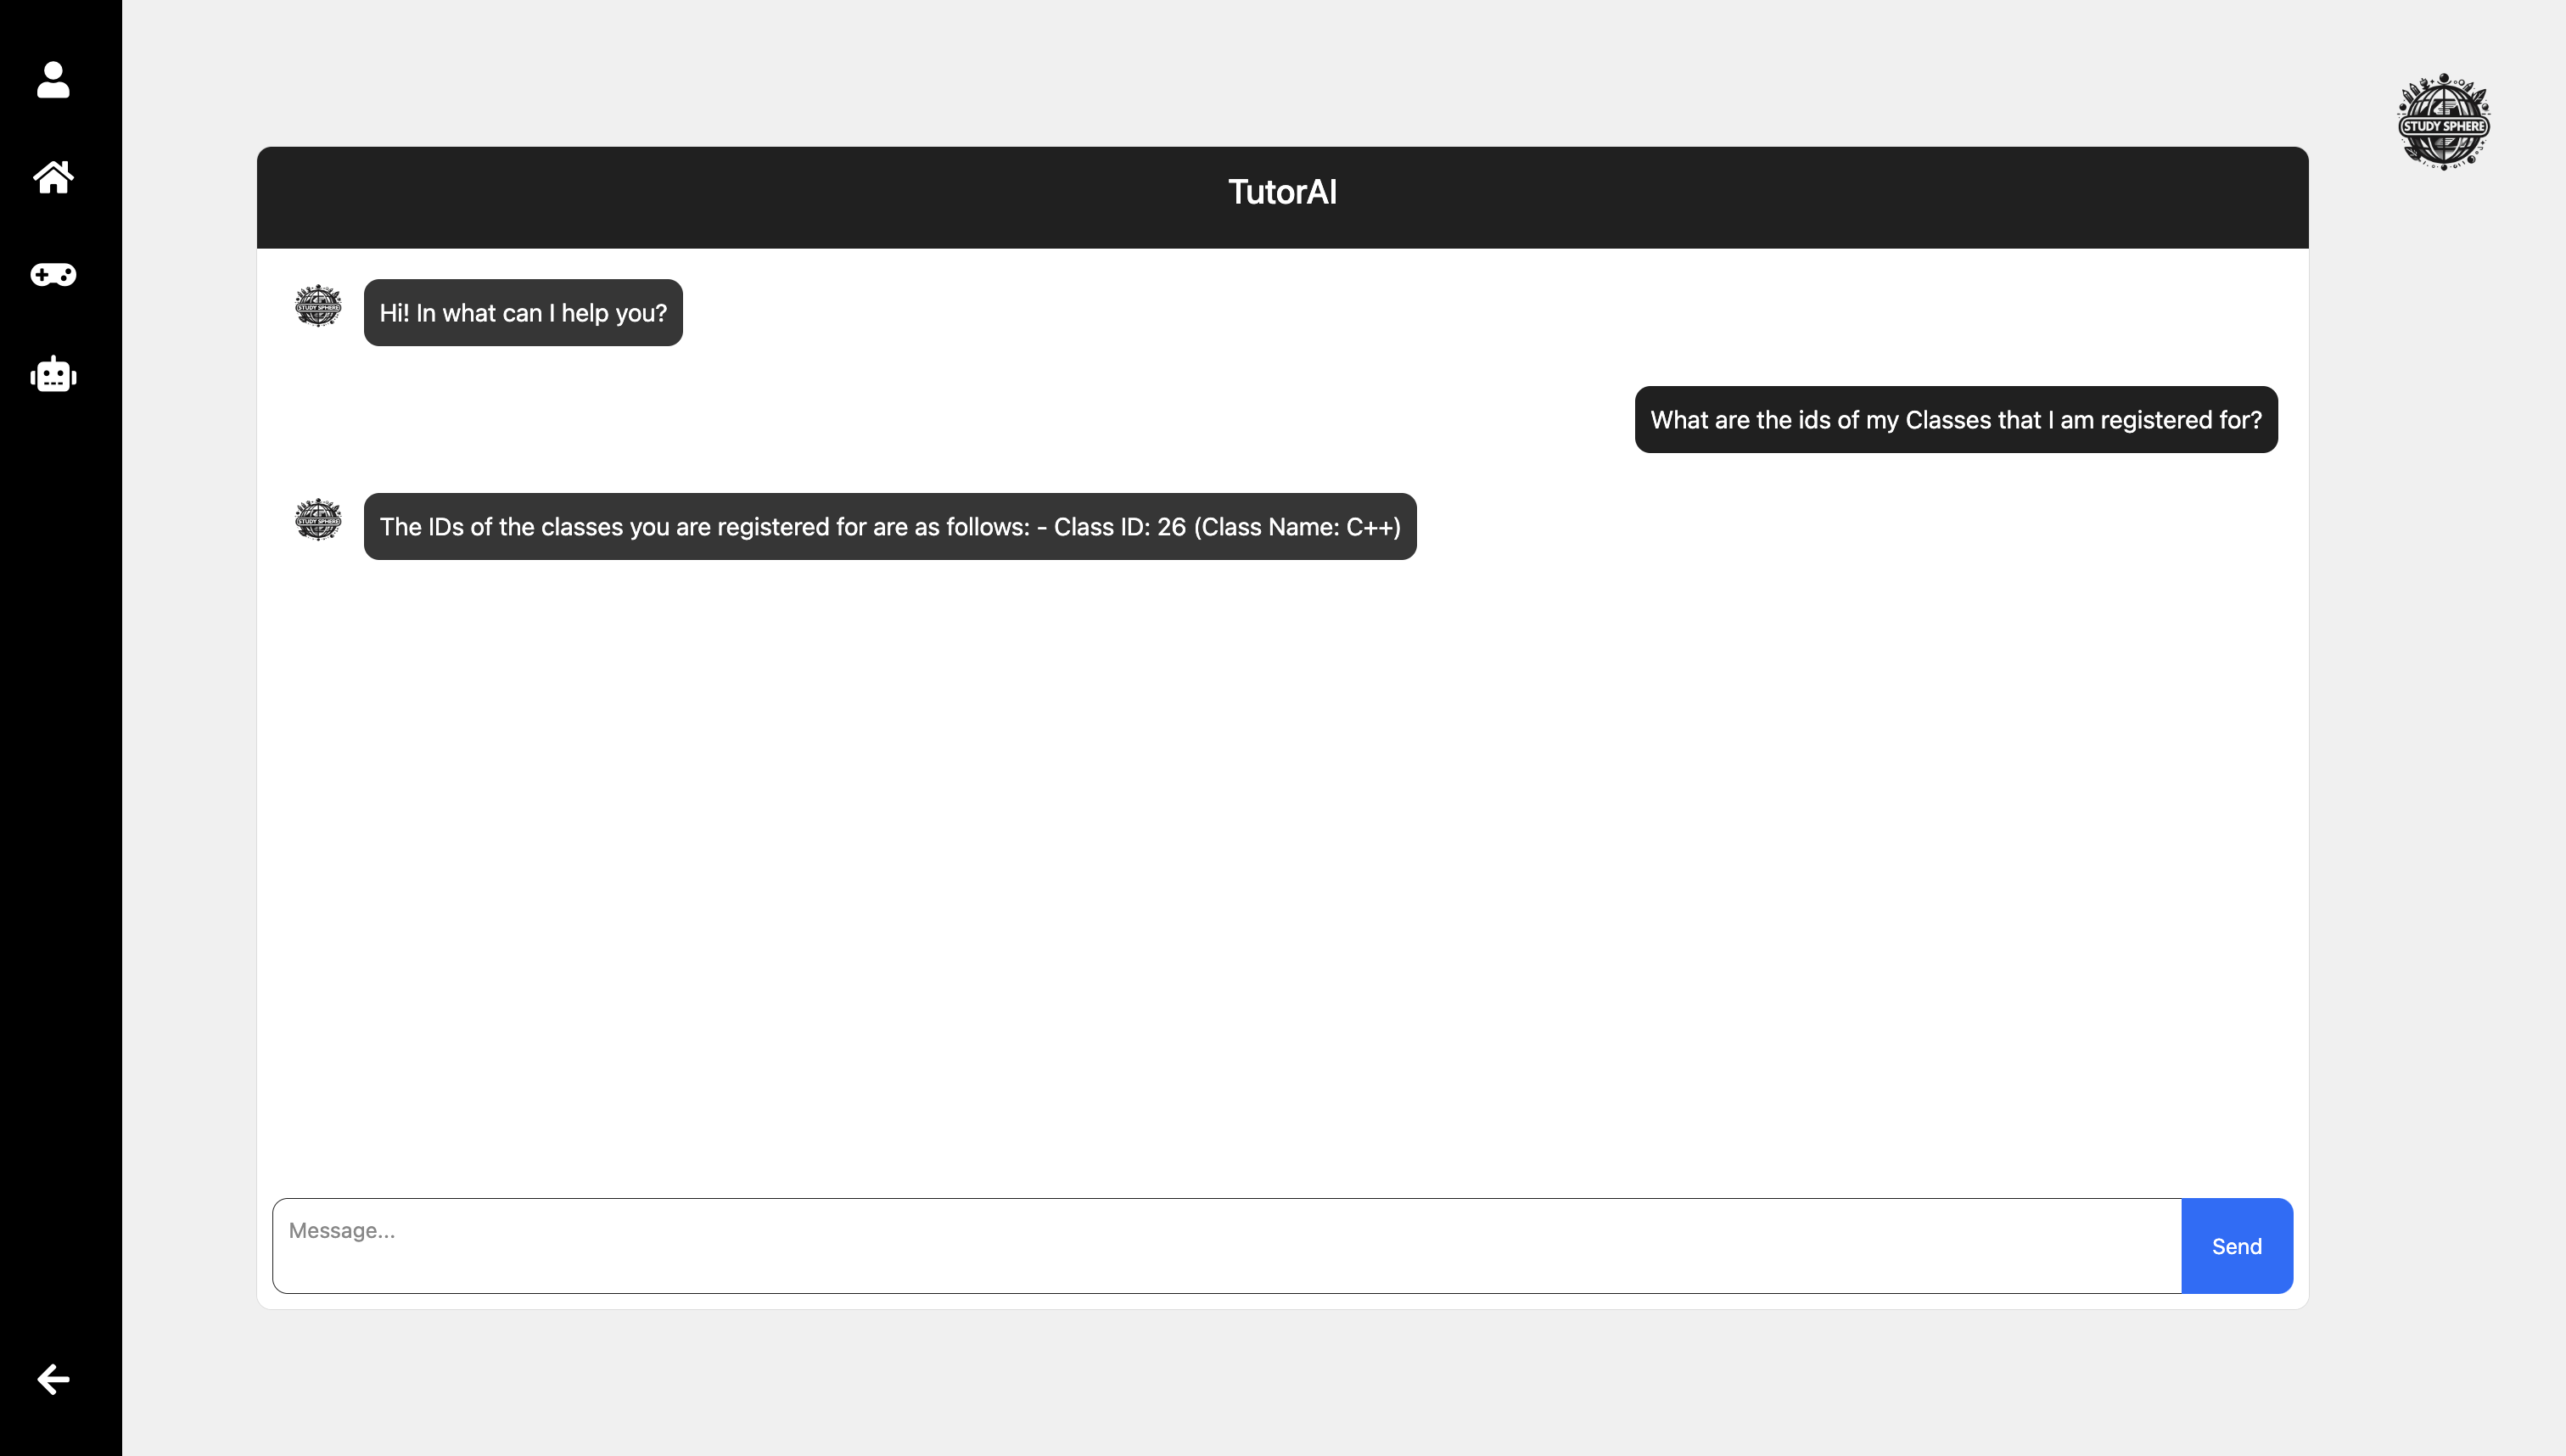 STUDY SPHERE
TutorAI
STUDY SPHERE
Hi! In what can I help you?
What are the ids of my Classes that I am registered for?
STUDY SPHERE
The IDs of the classes you are registered for are as follows: - Class ID: 26 (Class Name: C++)
Message...
Send